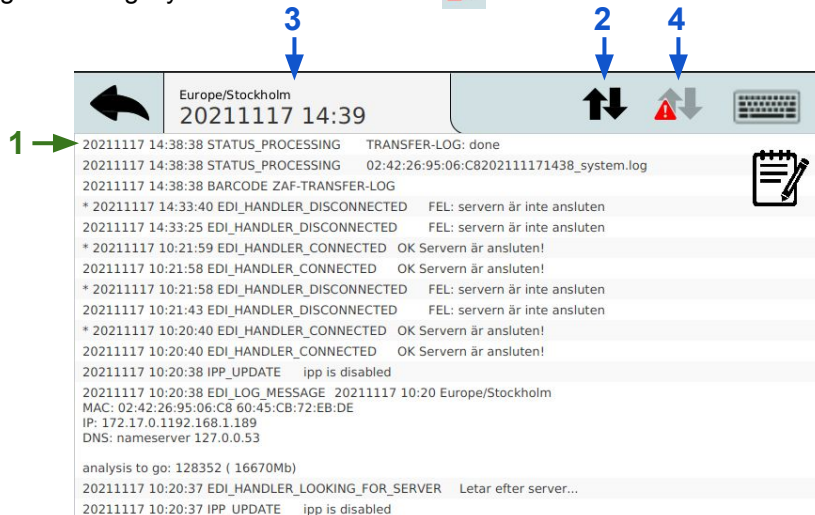 3
2
4
Europe/Stockholm
20211117 14:39
1
20211117 14:38:38 STATUS_PROCESSING TRANSFER-LOG: done
20211117 14:38:38 STATUS_PROCESSING 02:42:26:95:06:C8202111171438_system.log
20211117 14:38:38 BARCODE ZAF-TRANSFER-LOG
* 20211117 14:33:40 EDI_HANDLER_DISCONNECTED FEL: servern är inte ansluten
20211117 14:33:25 EDI_HANDLER_DISCONNECTED FEL: servern är inte ansluten
* 20211117 10:21:59 EDI_HANDLER_CONNECTED OK Servern är ansluten!
20211117 10:21:58 EDI_HANDLER_CONNECTED OK Servern är ansluten!
* 20211117 10:21:58 EDI_HANDLER_DISCONNECTED FEL: servern är inte ansluten
20211117 10:21:43 EDI_HANDLER_DISCONNECTED FEL: servern är inte ansluten
* 20211117 10:20:40 EDI_HANDLER_CONNECTED OK Servern är ansluten!
20211117 10:20:40 EDI_HANDLER_CONNECTED OK Servern är ansluten!
20211117 10:20:38 IPP_UPDATE ipp is disabled
20211117 10:20:38 EDI_LOG_MESSAGE 20211117 10:20 Europe/Stockholm
MAC: 02:42:26:95:06:C8 60:45:CB:72:EB:DE
IP: 172.17.0.1192.168.1.189
DNS: nameserver 127.0.0.53
analysis to go: 128352 ( 16670Mb)
20211117 10:20:37 EDI_HANDLER_LOOKING_FOR_SERVER Letar efter server...
20211117 10:20:37 IPP_UPDATE ipp is disabled